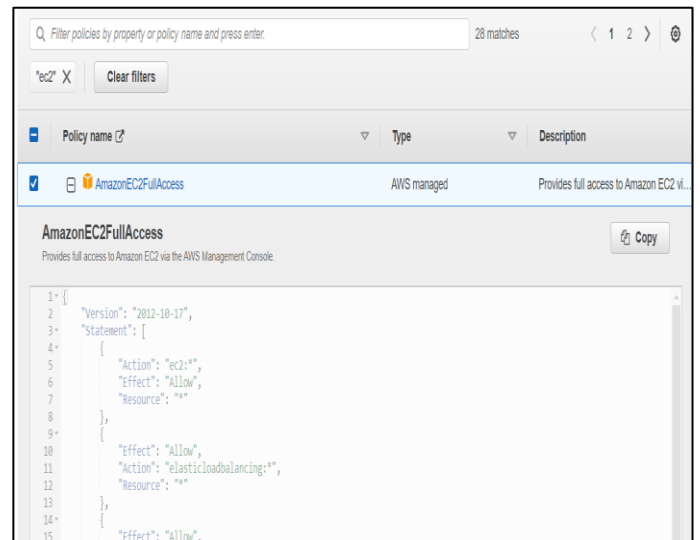 Filter policies by property or policy name and press enter. 28 matches 1 2
"ec2" X Clear filters
Policy name Type Description
AmazonEC2FullAccess AWS managed Provides full access to Amazon EC2 vi...
AmazonEC2FullAccess Copy
Provides full access to Amazon EC2 via the AWS Management Console.
1 {
2 "Version": "2012-10-17",
3 "Statement": [
4 {
5 "Action": "ec2:*",
6 "Effect": "Allow",
7 "Resource": "*"
8 },
9 {
10 "Effect": "Allow",
11 "Action": "elasticloadbalancing:*",
12 "Resource": "*"
13 },
14 {
15 "Effect": "Allow",